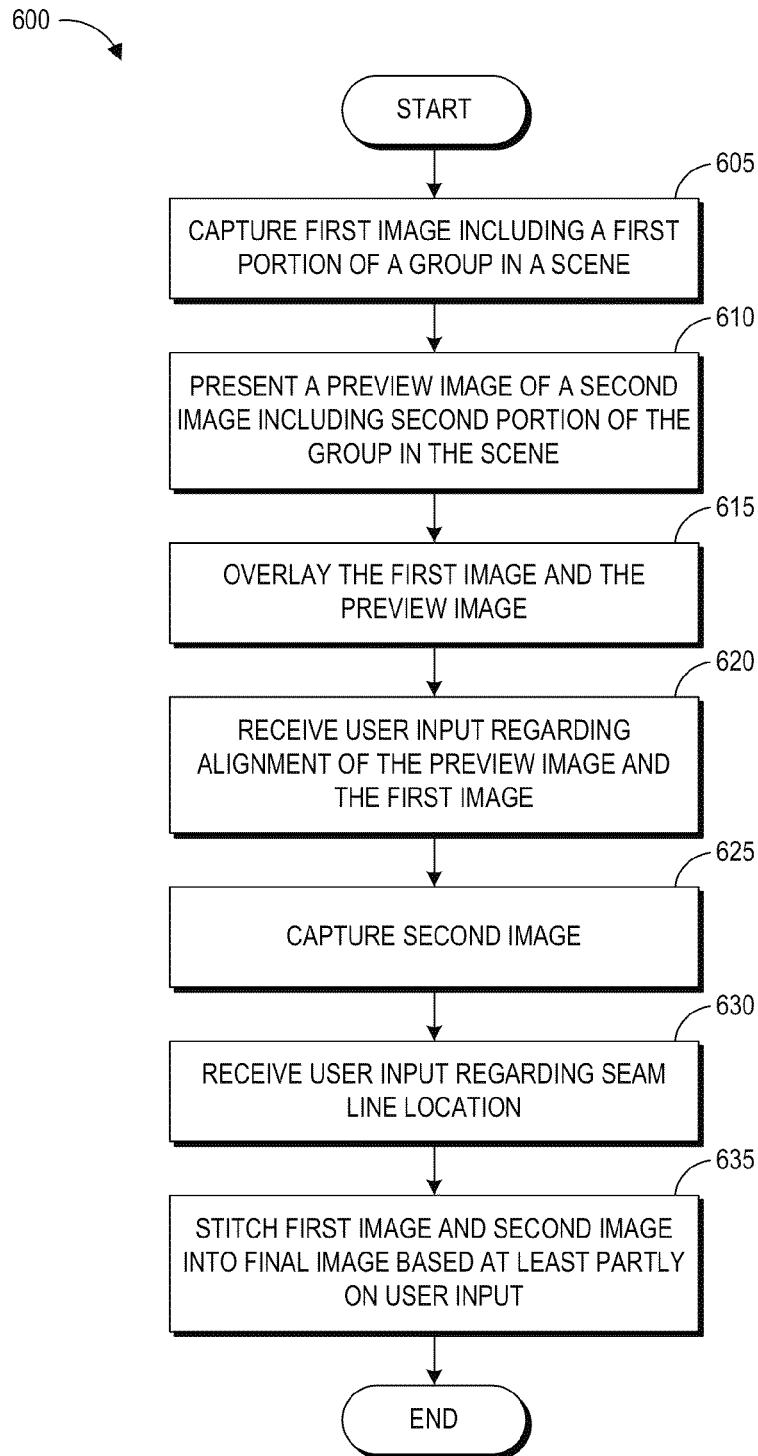 600
START
605
CAPTURE FIRST IMAGE INCLUDING A FIRST
PORTION OF A GROUP IN A SCENE
610
PRESENT A PREVIEW IMAGE OF A SECOND
IMAGE INCLUDING SECOND PORTION OF THE
GROUP IN THE SCENE
615
OVERLAY THE FIRST IMAGE AND THE
PREVIEW IMAGE
620
RECEIVE USER INPUT REGARDING
ALIGNMENT OF THE PREVIEW IMAGE AND
THE FIRST IMAGE
625
CAPTURE SECOND IMAGE
630
RECEIVE USER INPUT REGARDING SEAM
LINE LOCATION
635
STITCH FIRST IMAGE AND SECOND IMAGE
INTO FINAL IMAGE BASED AT LEAST PARTLY
ON USER INPUT
END